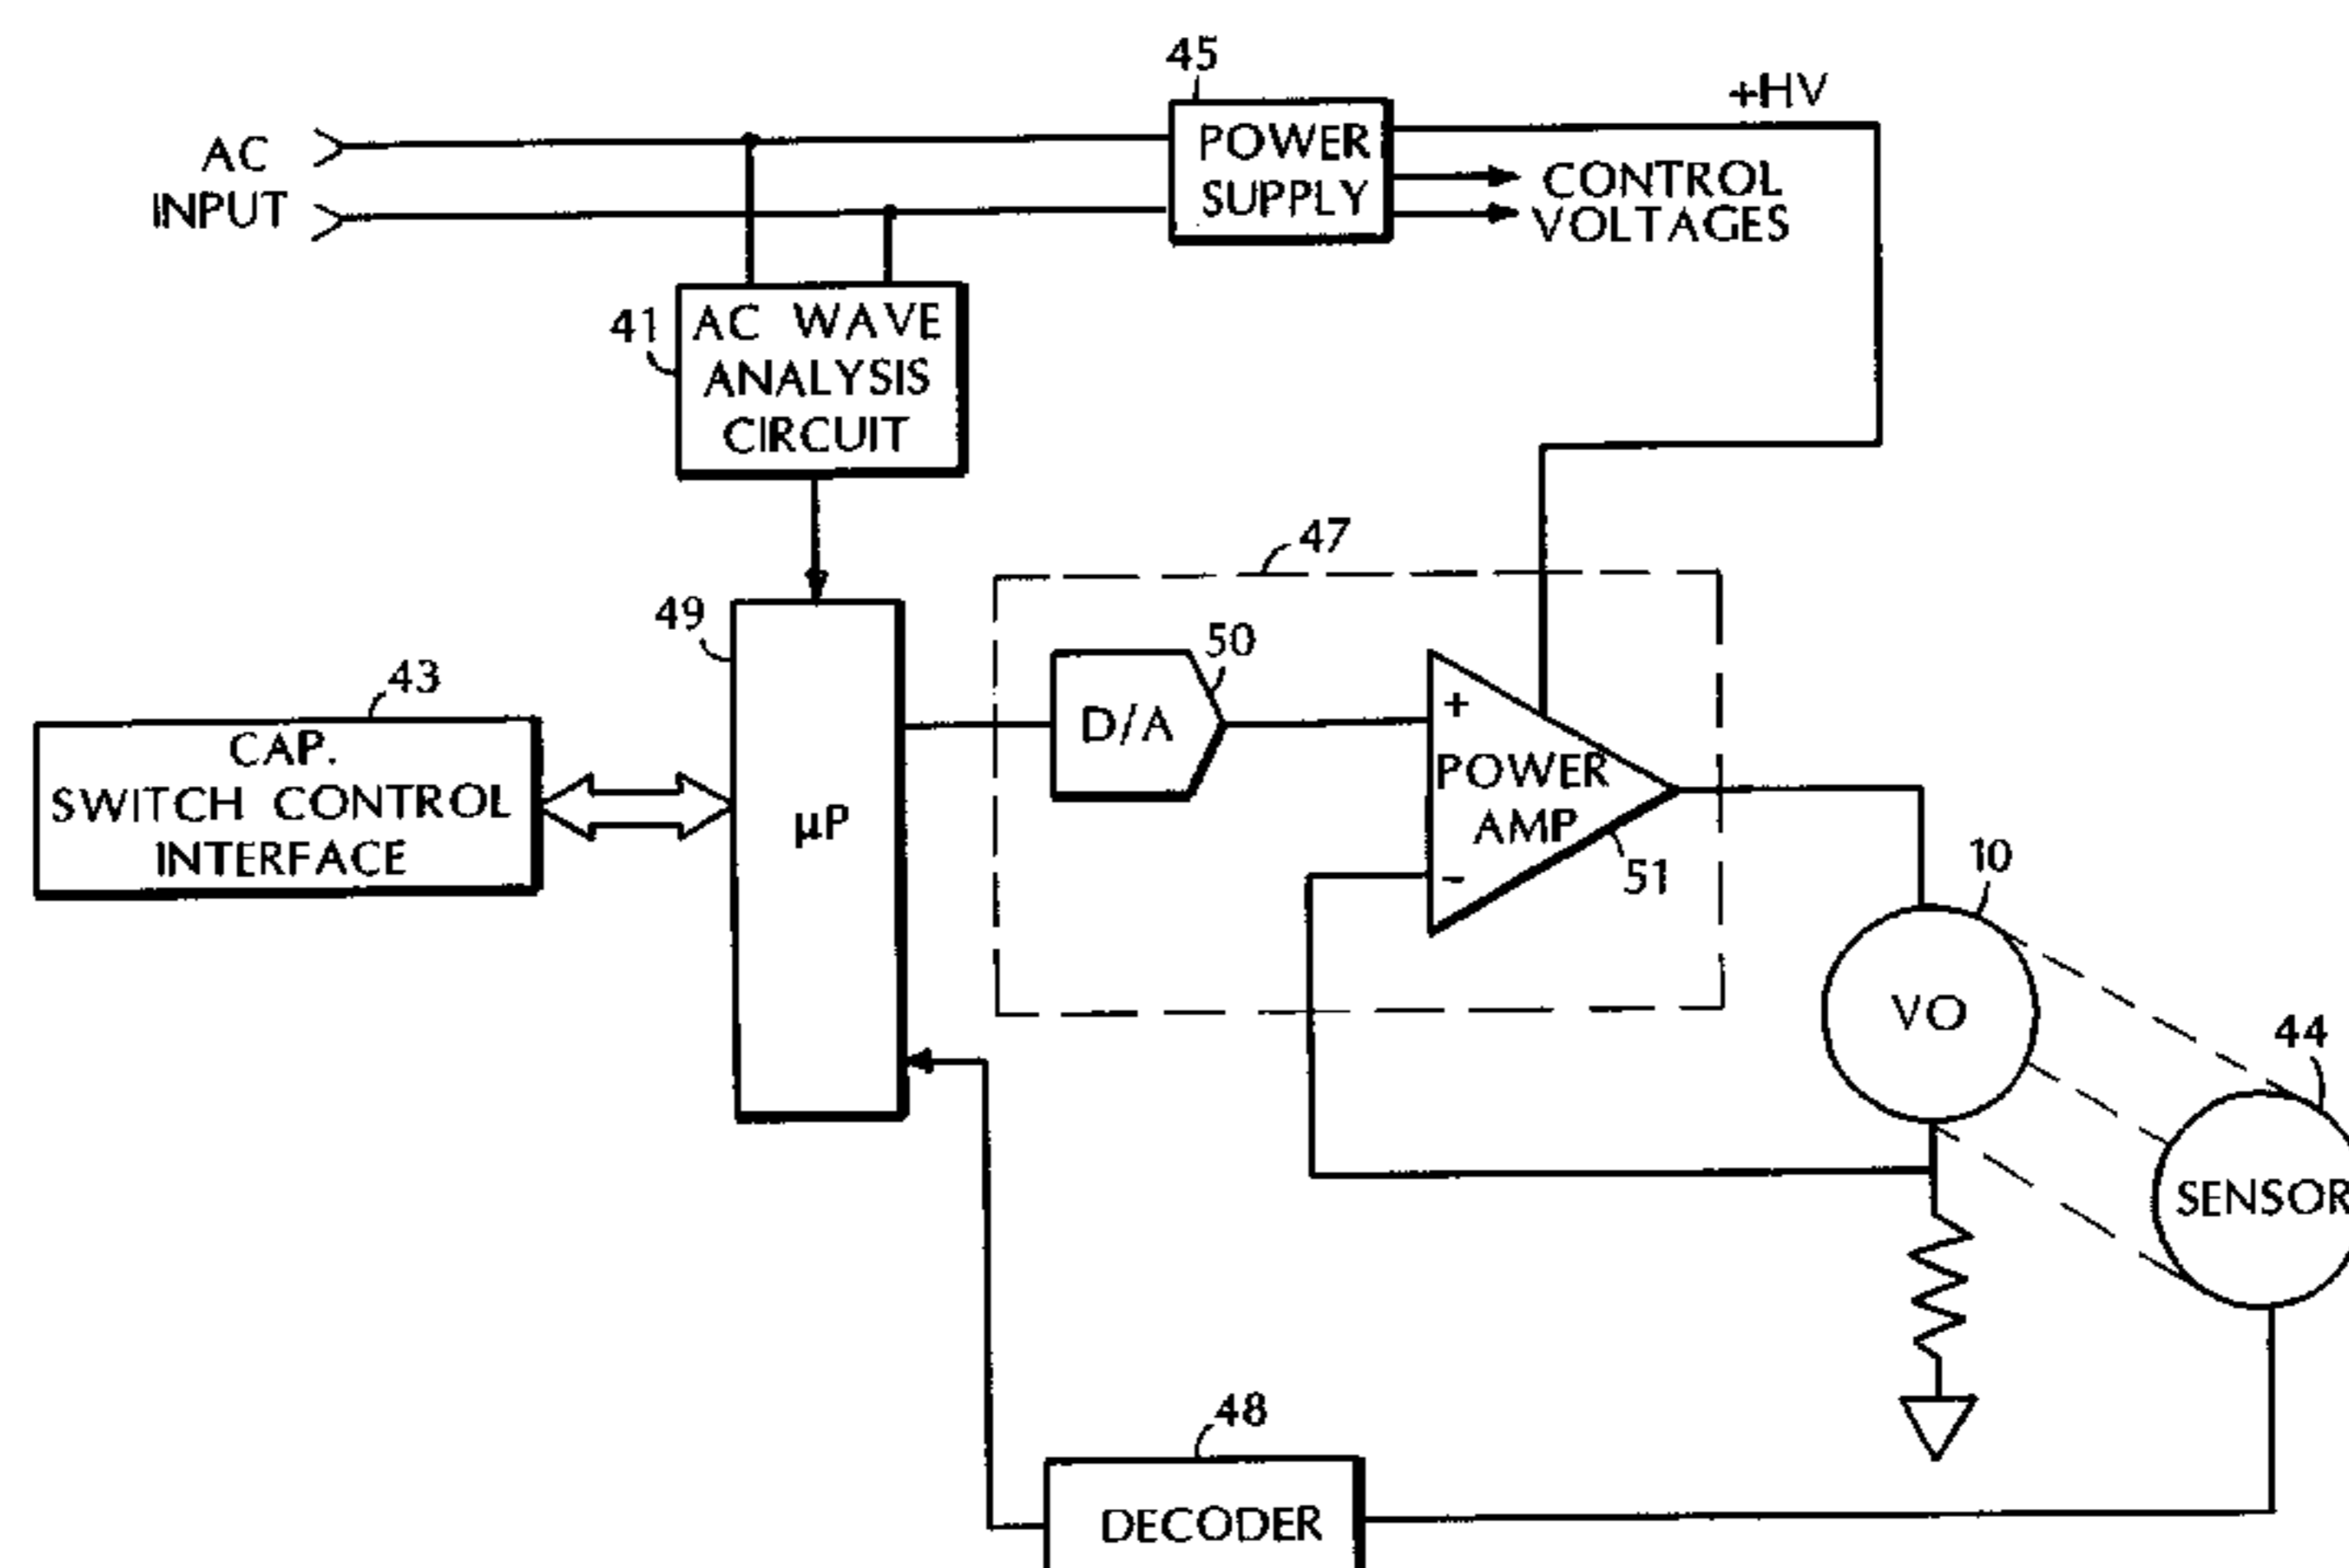 45
+HV
AC
INPUT
POWER
SUPPLY
CONTROL
VOLTAGES
41
AC WAVE
ANALYSIS
CIRCUIT
47
49
50
43
CAP.
SWITCH CONTROL
INTERFACE
µP
D/A
+
POWER
AMP
-
51
10
VO
44
SENSOR
48
DECODER